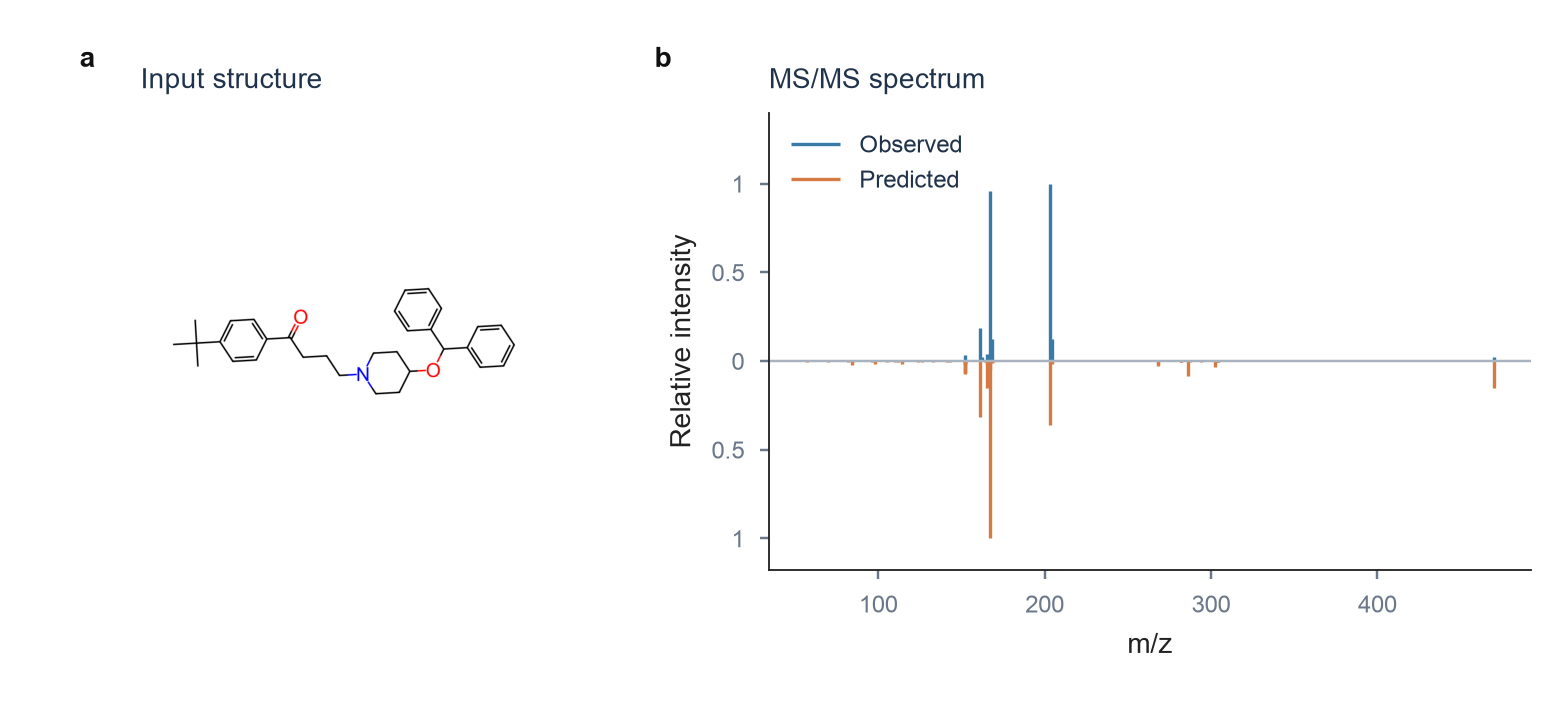 a
Input structure
O
N
O
b
MS/MS spectrum
Observed
Predicted
Relative intensity
1
0.5
0
0.5
1
100 200 300 400
m/z